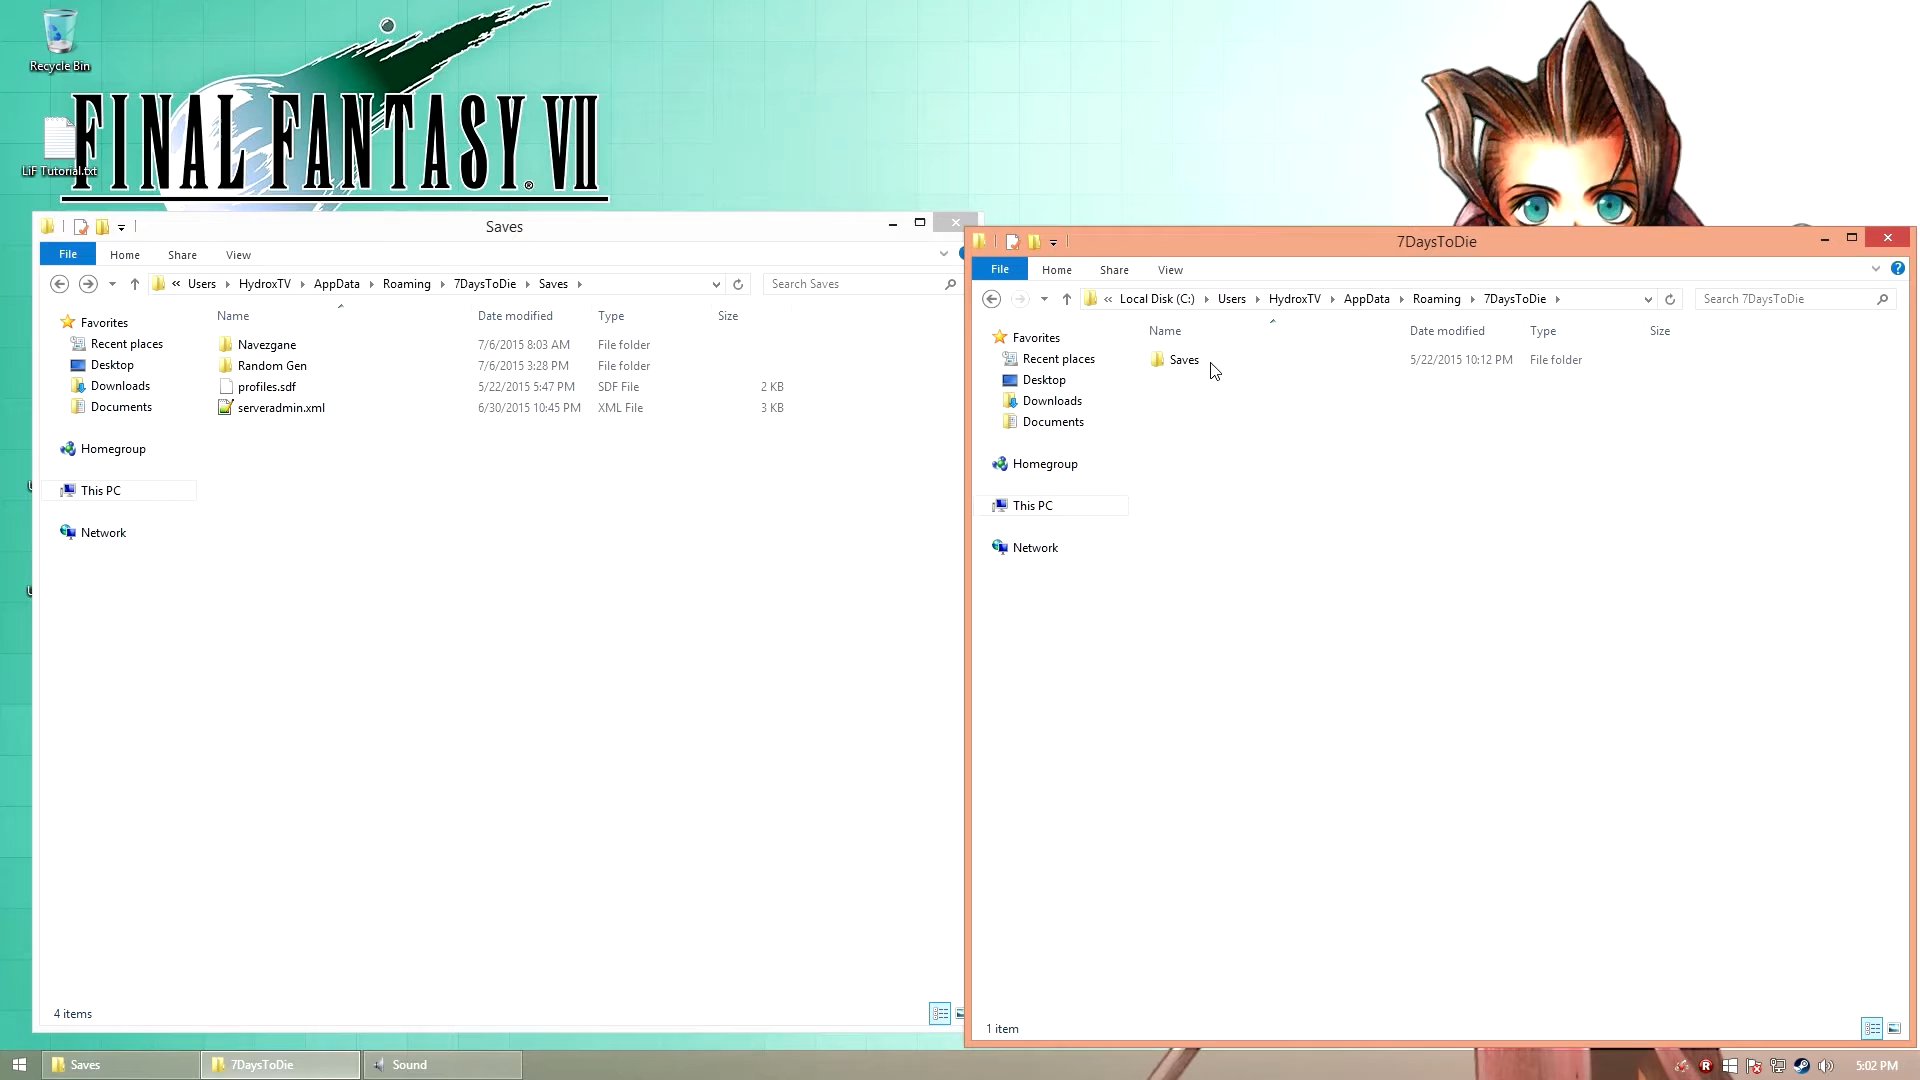 Recycle Bin
FINAL FANTASY® VII
LiF Tutorial.txt
Saves
File Home Share View
« Users HydroxTV AppData Roaming 7DaysToDie Saves
Search Saves
Name Date modified Type Size
Favorites
Recent places
Desktop
Downloads
Documents
Homegroup
This PC
Network
Navezgane 7/6/2015 8:03 AM File folder
Random Gen 7/6/2015 3:28 PM File folder
profiles.sdf 5/22/2015 5:47 PM SDF File 2 KB
serveradmin.xml 6/30/2015 10:45 PM XML File 3 KB
4 items
7DaysToDie
File Home Share View
« Local Disk (C:) Users HydroxTV AppData Roaming 7DaysToDie
Search 7DaysToDie
Name Date modified Type Size
Favorites
Recent places
Desktop
Downloads
Documents
Homegroup
This PC
Network
Saves 5/22/2015 10:12 PM File folder
1 item
Saves
7DaysToDie
Sound
5:02 PM